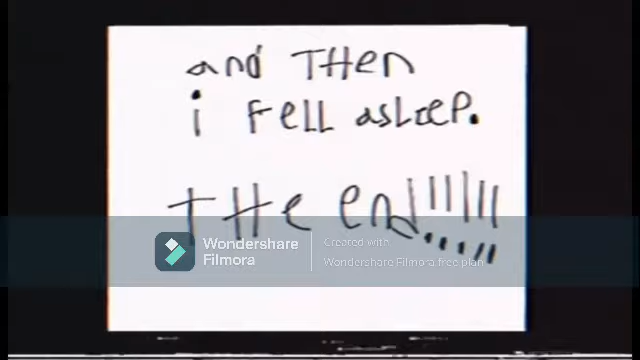 and THEN
i FELL asLEEP.
THE End!!!!!!
Wondershare
Filmora
Created with
Wondershare Filmora free plan